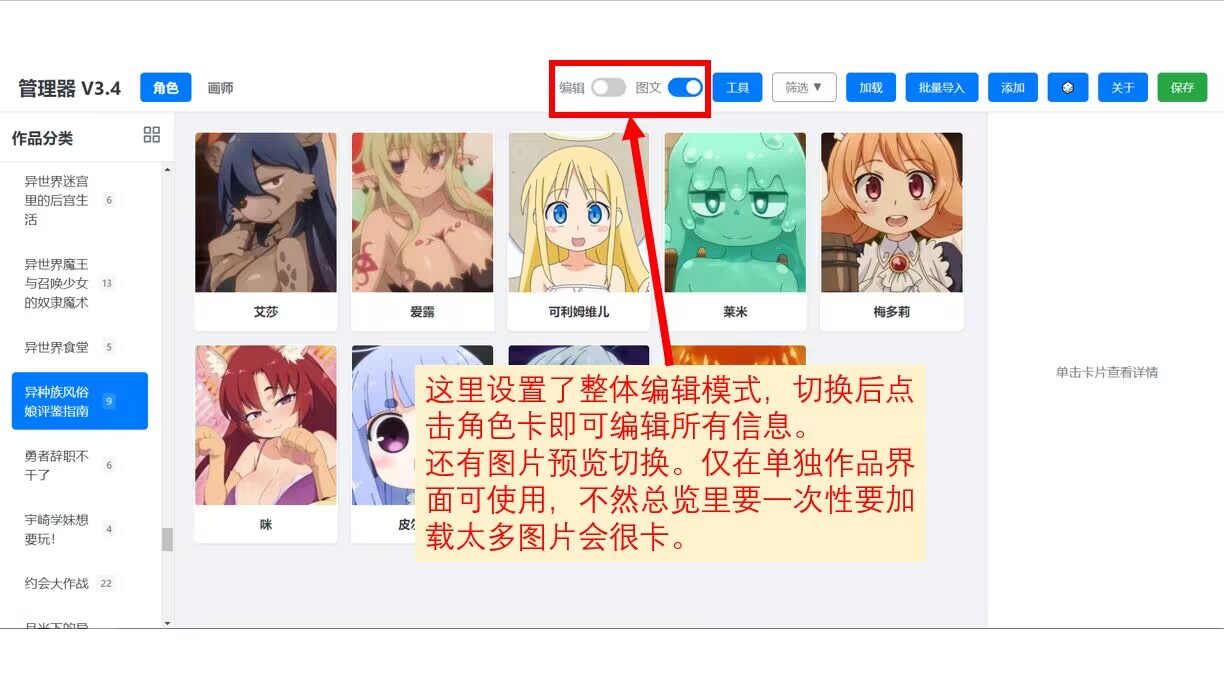 管理器 V3.4
角色
画师
编辑
图文
工具
筛选 ▼
加载
批量导入
添加
关于
保存
作品分类
异世界迷宫
里的后宫生
活
6
异世界魔王
与召唤少女
的奴隶魔术
13
异世界食堂
5
异种族风俗
娘评鉴指南
9
勇者辞职不
干了
6
宇崎学妹想
要玩！
4
约会大作战
22
艾莎
爱露
可利姆维儿
莱米
梅多莉
咪
这里设置了整体编辑模式，切换后点
击角色卡即可编辑所有信息。
还有图片预览切换。仅在单独作品界
面可使用，不然总览里要一次性要加
载太多图片会很卡。
单击卡片查看详情